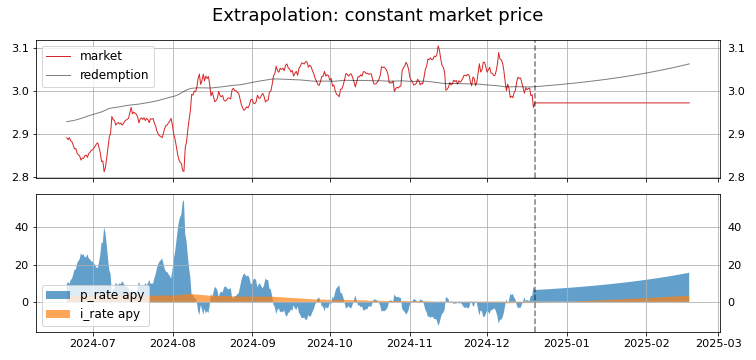 Extrapolation: constant market price
3.1
3.0
2.9
2.8
market
redemption
3.1
3.0
2.9
2.8
40
20
0
p_rate apy
i_rate apy
40
20
0
2024-07 2024-08 2024-09 2024-10 2024-11 2024-12 2025-01 2025-02 2025-03